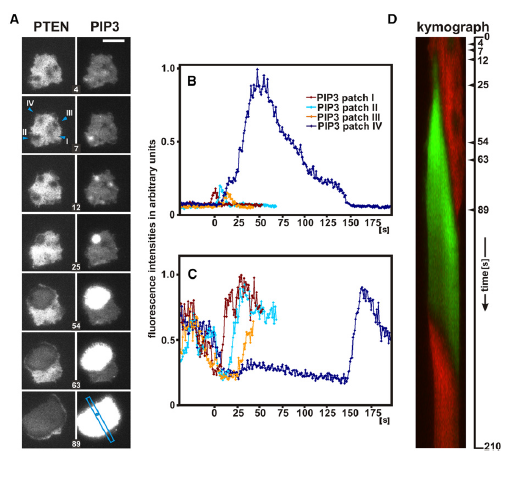 A
PTEN PIP3
4
IV
III
II
I
7
12
25
54
63
89
B
1.0
0.5
0
PIP3 patch I
PIP3 patch II
PIP3 patch III
PIP3 patch IV
0 25 50 75 100 125 150 175
[s]
fluorescence intensities in arbitrary units
C
1.0
0.5
0
0 25 50 75 100 125 150 175
[s]
D
kymograph
0
4
7
12
25
54
63
89
time [s]
210